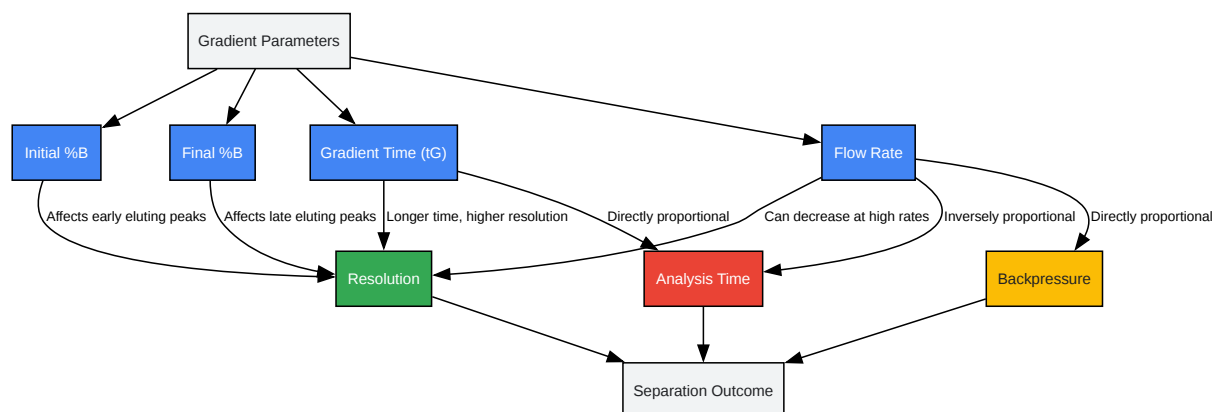 Gradient Parameters
Initial %B
Final %B
Gradient Time (tG)
Flow Rate
Affects early eluting peaks
Affects late eluting peaks
Longer time, higher resolution
Directly proportional
Can decrease at high rates
Inversely proportional
Directly proportional
Resolution
Analysis Time
Backpressure
Separation Outcome